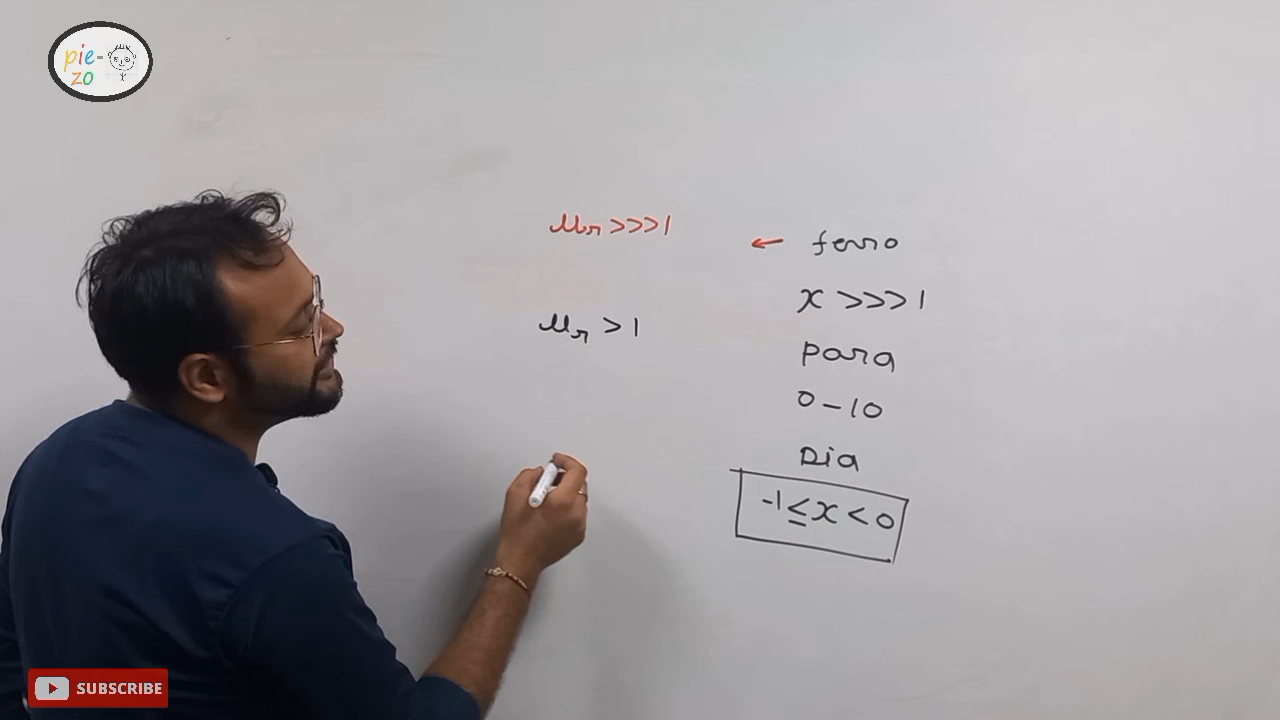 pie-
zo
μr >>> 1
← ferro
x >>> 1
μr > 1
para
0 – 10
Dia
-1 ≤ x < 0
SUBSCRIBE